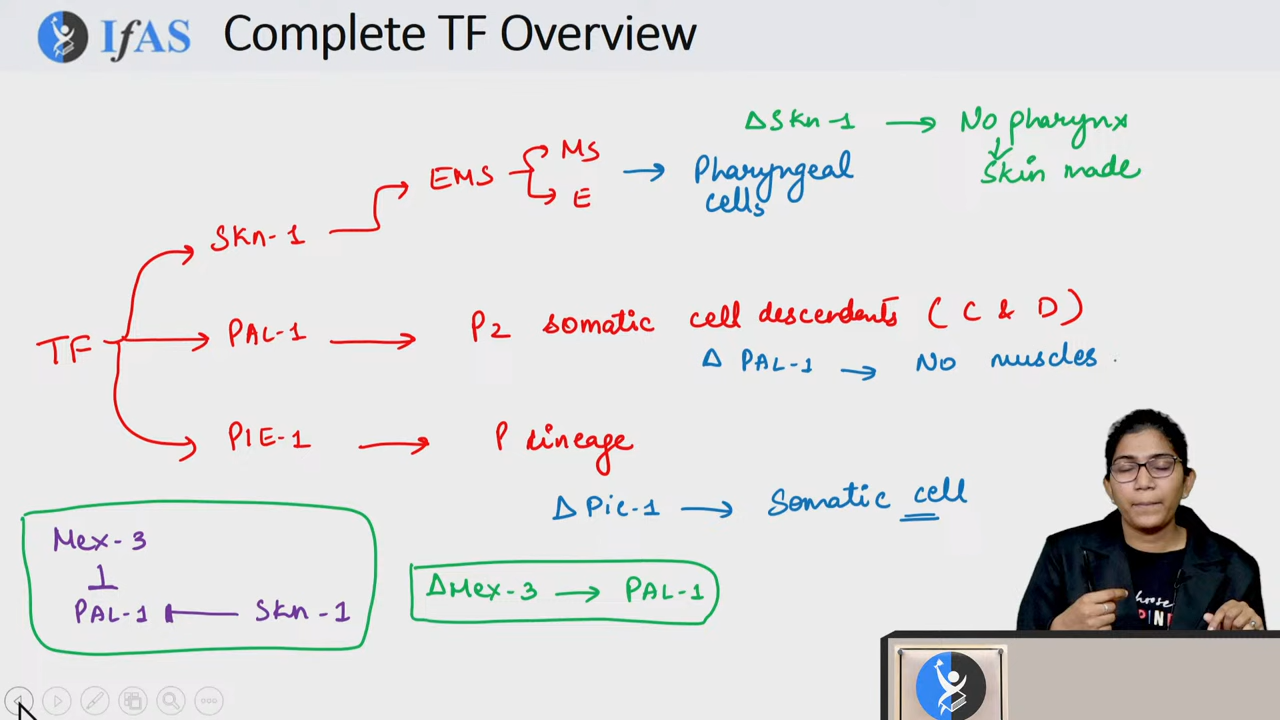 IfAS
Complete TF Overview
ΔSkn-1 → No pharynx
Skin made
EMS
MS
E
→ Pharyngeal
cells
Skn-1
TF
PAL-1 → P2 somatic cell descendents (C & D)
Δ PAL-1 → No muscles
PIE-1 → P lineage
Δ Pie-1 → Somatic cell
Mex-3
PAL-1
Skn-1
ΔMex-3 → PAL-1
choose
PIN